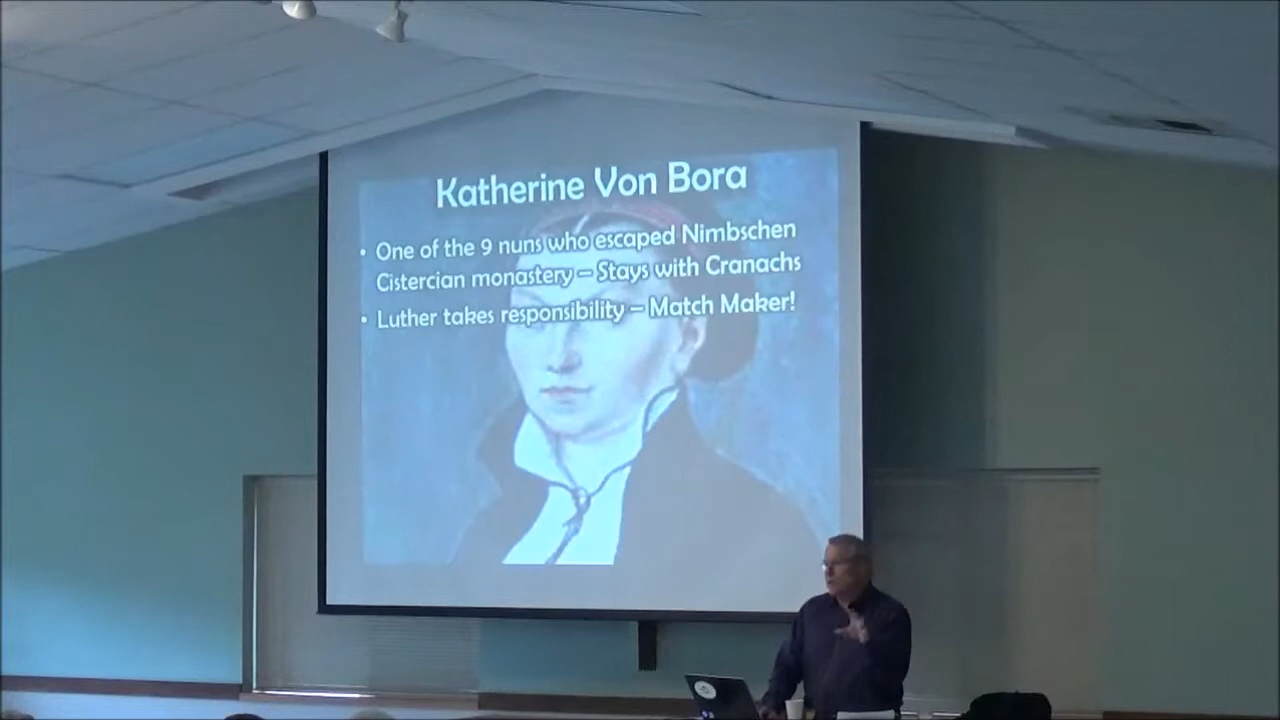 Katherine Von Bora
• One of the 9 nuns who escaped Nimbschen
Cistercian monastery – Stays with Cranachs
• Luther takes responsibility – Match Maker!